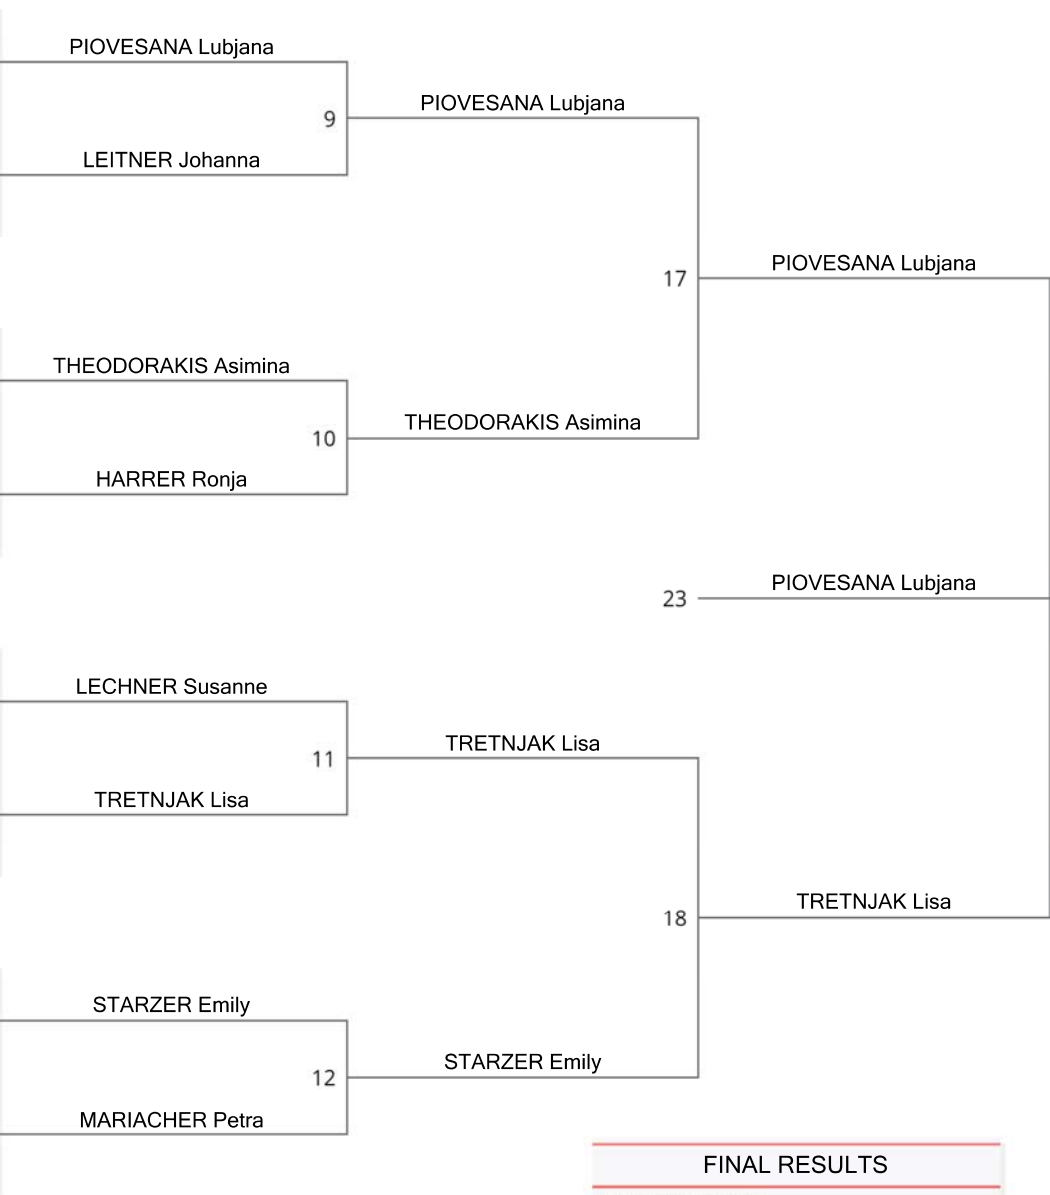 PIOVESANA Lubjana
PIOVESANA Lubjana
9
LEITNER Johanna
PIOVESANA Lubjana
17
THEODORAKIS Asimina
THEODORAKIS Asimina
10
HARRER Ronja
PIOVESANA Lubjana
23
LECHNER Susanne
TRETNJAK Lisa
11
TRETNJAK Lisa
TRETNJAK Lisa
18
STARZER Emily
STARZER Emily
12
MARIACHER Petra
FINAL RESULTS